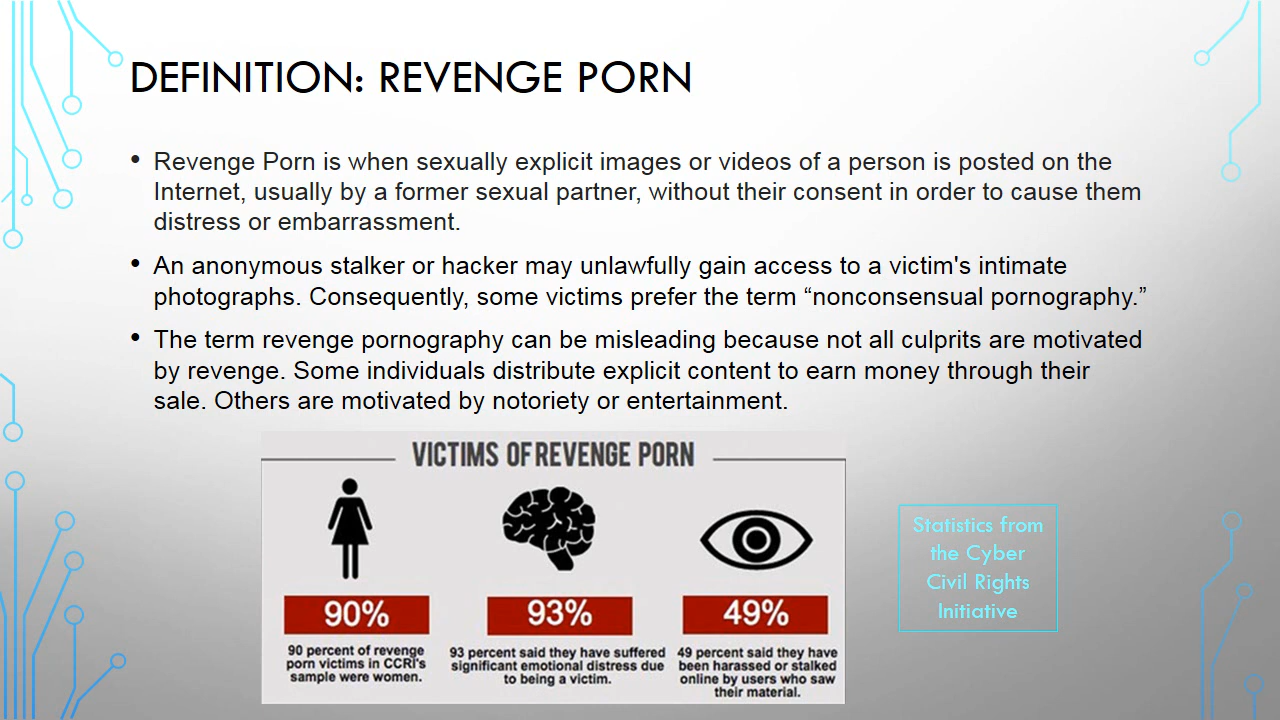 DEFINITION: REVENGE PORN
• Revenge Porn is when sexually explicit images or videos of a person is posted on the
Internet, usually by a former sexual partner, without their consent in order to cause them
distress or embarrassment.
• An anonymous stalker or hacker may unlawfully gain access to a victim's intimate
photographs. Consequently, some victims prefer the term “nonconsensual pornography.”
• The term revenge pornography can be misleading because not all culprits are motivated
by revenge. Some individuals distribute explicit content to earn money through their
sale. Others are motivated by notoriety or entertainment.
VICTIMS OF REVENGE PORN
90%
90 percent of revenge
porn victims in CCRI's
sample were women.
93%
93 percent said they have suffered
significant emotional distress due
to being a victim.
49%
49 percent said they have
been harassed or stalked
online by users who saw
their material.
Statistics from
the Cyber
Civil Rights
Initiative